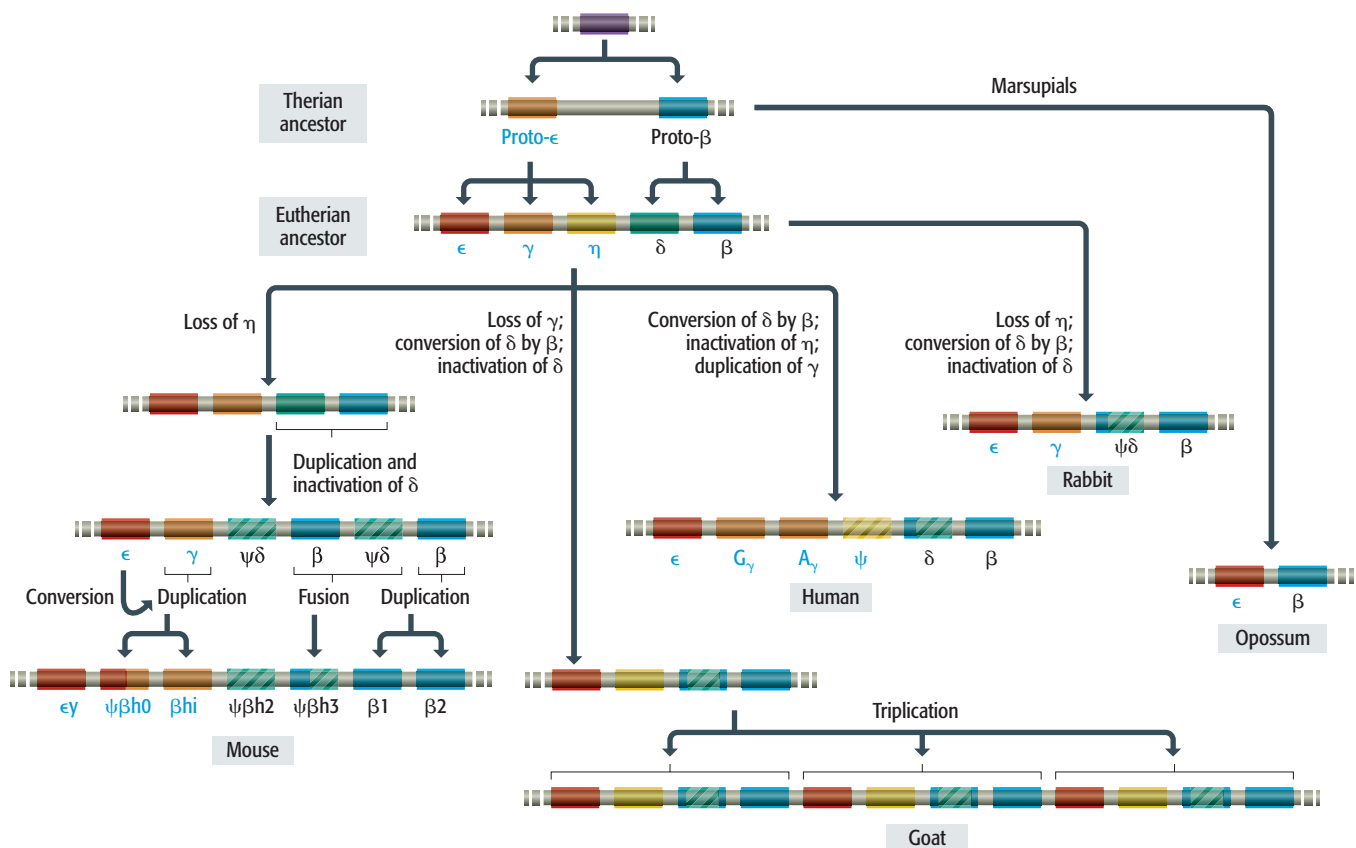 Marsupials
Therian
ancestor
Proto-ϵ Proto-β
Eutherian
ancestor
ϵ γ η δ β
Loss of η
Loss of γ;
conversion of δ by β;
inactivation of δ
Conversion of δ by β;
inactivation of η;
duplication of γ
Loss of η;
conversion of δ by β;
inactivation of δ
ϵ γ ψδ β
Rabbit
Duplication and
inactivation of δ
ϵ γ ψδ β ψδ β
Conversion Duplication Fusion Duplication
ϵy ψβh0 βhi ψβh2 ψβh3 β1 β2
Mouse
ϵ Gγ Aγ ψ δ β
Human
ϵ β
Opossum
Triplication
Goat